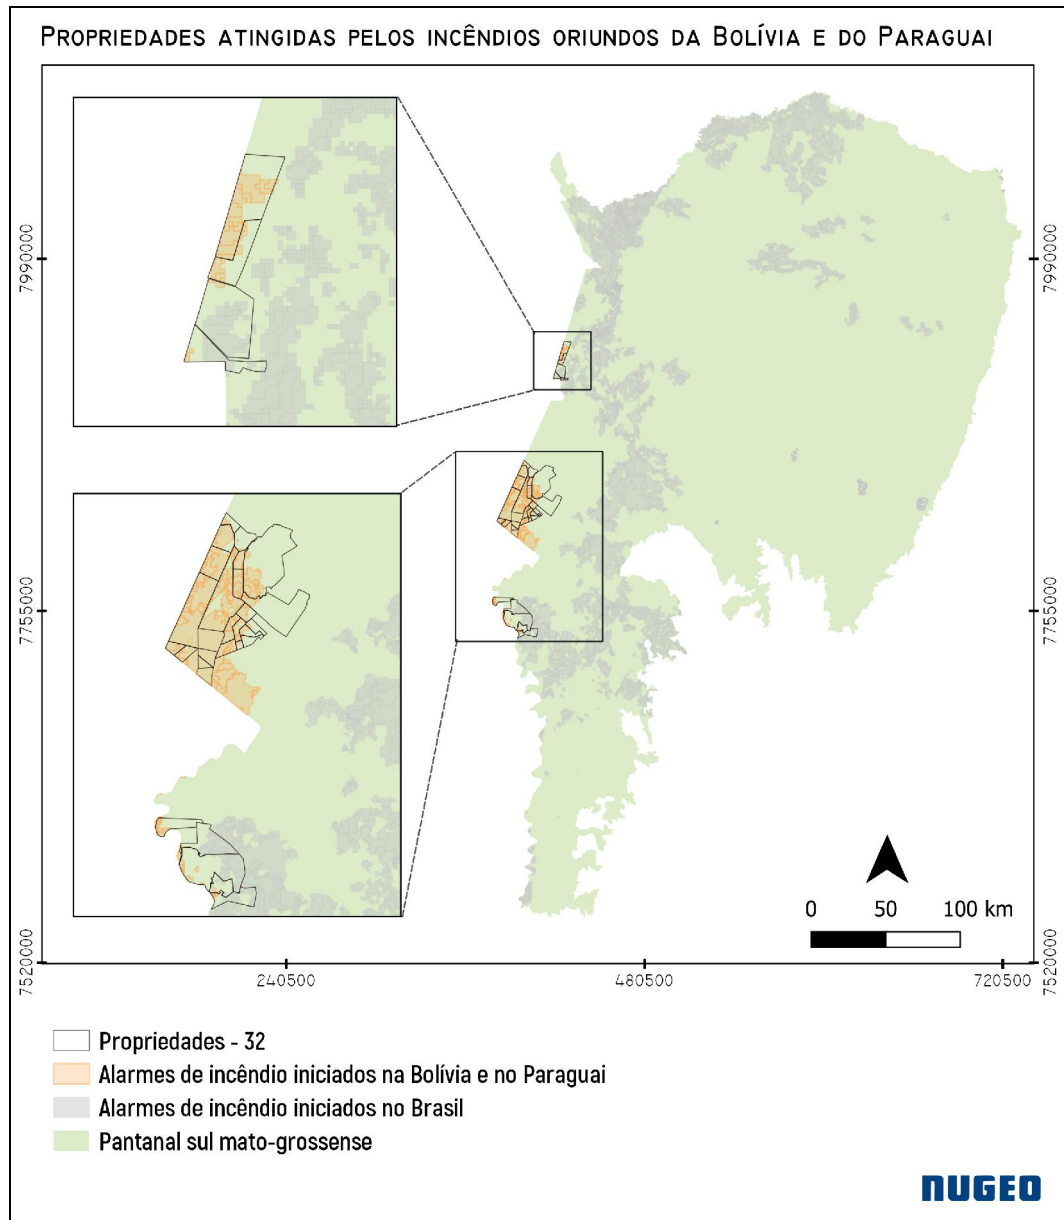 PROPRIEDADES ATINGIDAS PELOS INCÊNDIOS ORIUNDOS DA BOLÍVIA E DO PARAGUAI
7990000
7990000
7755000
7755000
0 50 100 km
7520000
7520000
240500 480500 720500
Propriedades - 32
Alarmes de incêndio iniciados na Bolívia e no Paraguai
Alarmes de incêndio iniciados no Brasil
Pantanal sul mato-grossense
NUGEO